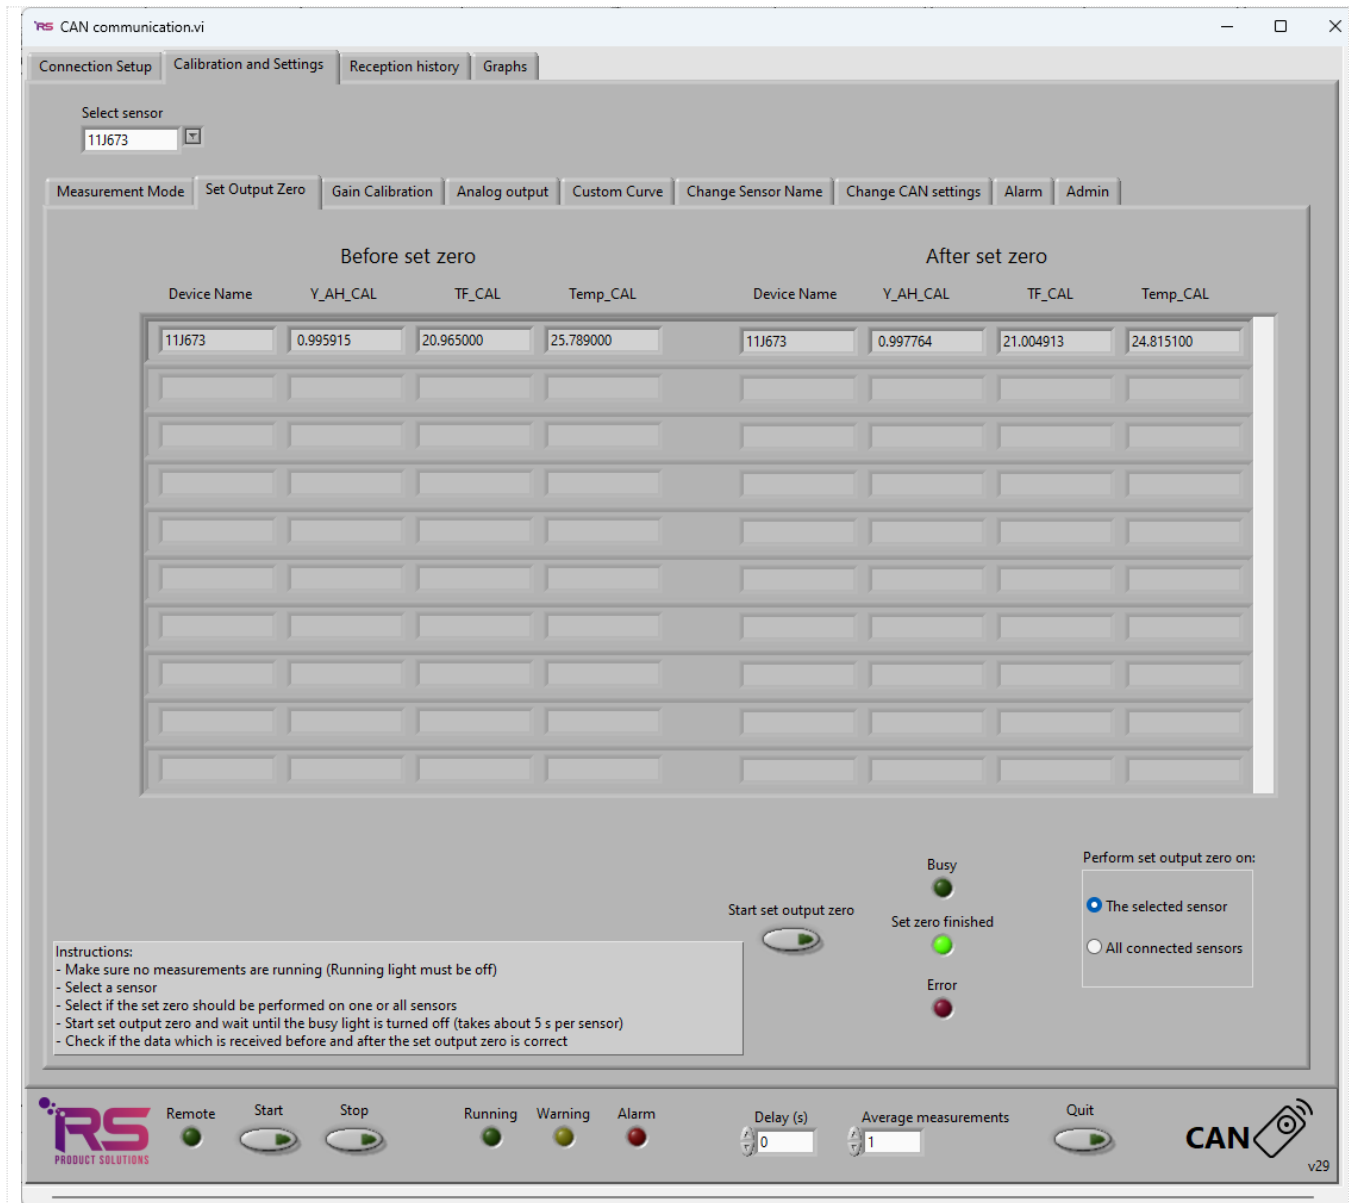 RS CAN communication.vi
Connection Setup Calibration and Settings Reception history Graphs
Select sensor
11J673
Measurement Mode Set Output Zero Gain Calibration Analog output Custom Curve Change Sensor Name Change CAN settings Alarm Admin
Before set zero After set zero
Device Name Y_AH_CAL TF_CAL Temp_CAL Device Name Y_AH_CAL TF_CAL Temp_CAL
11J673 0.995915 20.965000 25.789000 11J673 0.997764 21.004913 24.815100
Start set output zero
Busy
Set zero finished
Error
Perform set output zero on:
The selected sensor
All connected sensors
Instructions:
- Make sure no measurements are running (Running light must be off)
- Select a sensor
- Select if the set zero should be performed on one or all sensors
- Start set output zero and wait until the busy light is turned off (takes about 5 s per sensor)
- Check if the data which is received before and after the set output zero is correct
RS
PRODUCT SOLUTIONS
Remote Start Stop Running Warning Alarm Delay (s) Average measurements Quit
0 1
CAN
v29